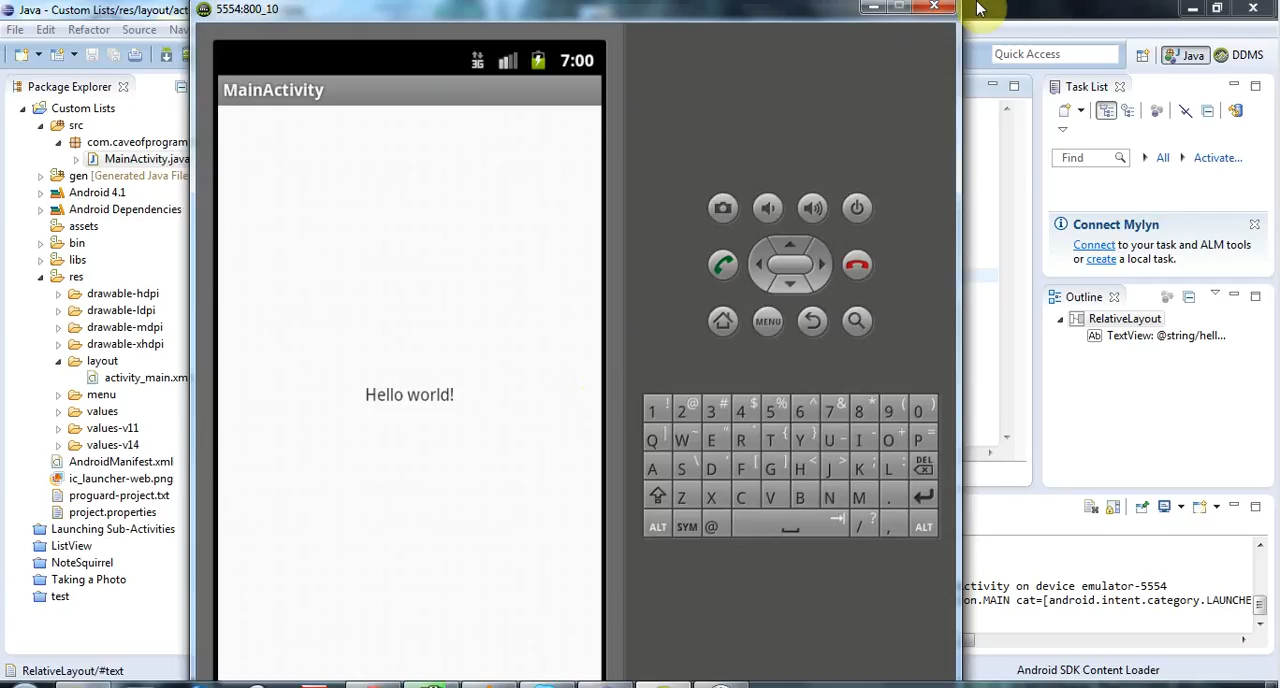 Java - Custom Lists/res/layout/act
5554:800_10
File Edit Refactor Source Nav
Quick Access
Java
DDMS
Package Explorer
Custom Lists
src
com.caveofprogram
MainActivity.java
gen [Generated Java File
Android 4.1
Android Dependencies
assets
bin
libs
res
drawable-hdpi
drawable-ldpi
drawable-mdpi
drawable-xhdpi
layout
activity_main.xm
menu
values
values-v11
values-v14
AndroidManifest.xml
ic_launcher-web.png
proguard-project.txt
project.properties
Launching Sub-Activities
ListView
NoteSquirrel
Taking a Photo
test
RelativeLayout/#text
3G
7:00
MainActivity
Hello world!
MENU
1 ! 2 @ 3 # 4 $ 5 % 6 ^ 7 & 8 * 9 ( 0 )
Q | W ~ E " R ` T { Y } U _ I - O + P =
A S \ D ' F [ G ] H < J > K ; L : DEL
Z X C V B N M .
ALT SYM @ / ? , ALT
Task List
Find
All
Activate...
Connect Mylyn
Connect to your task and ALM tools
or create a local task.
Outline
RelativeLayout
Ab TextView: @string/hell...
ctivity on device emulator-5554
on.MAIN cat=[android.intent.category.LAUNCHE
Android SDK Content Loader